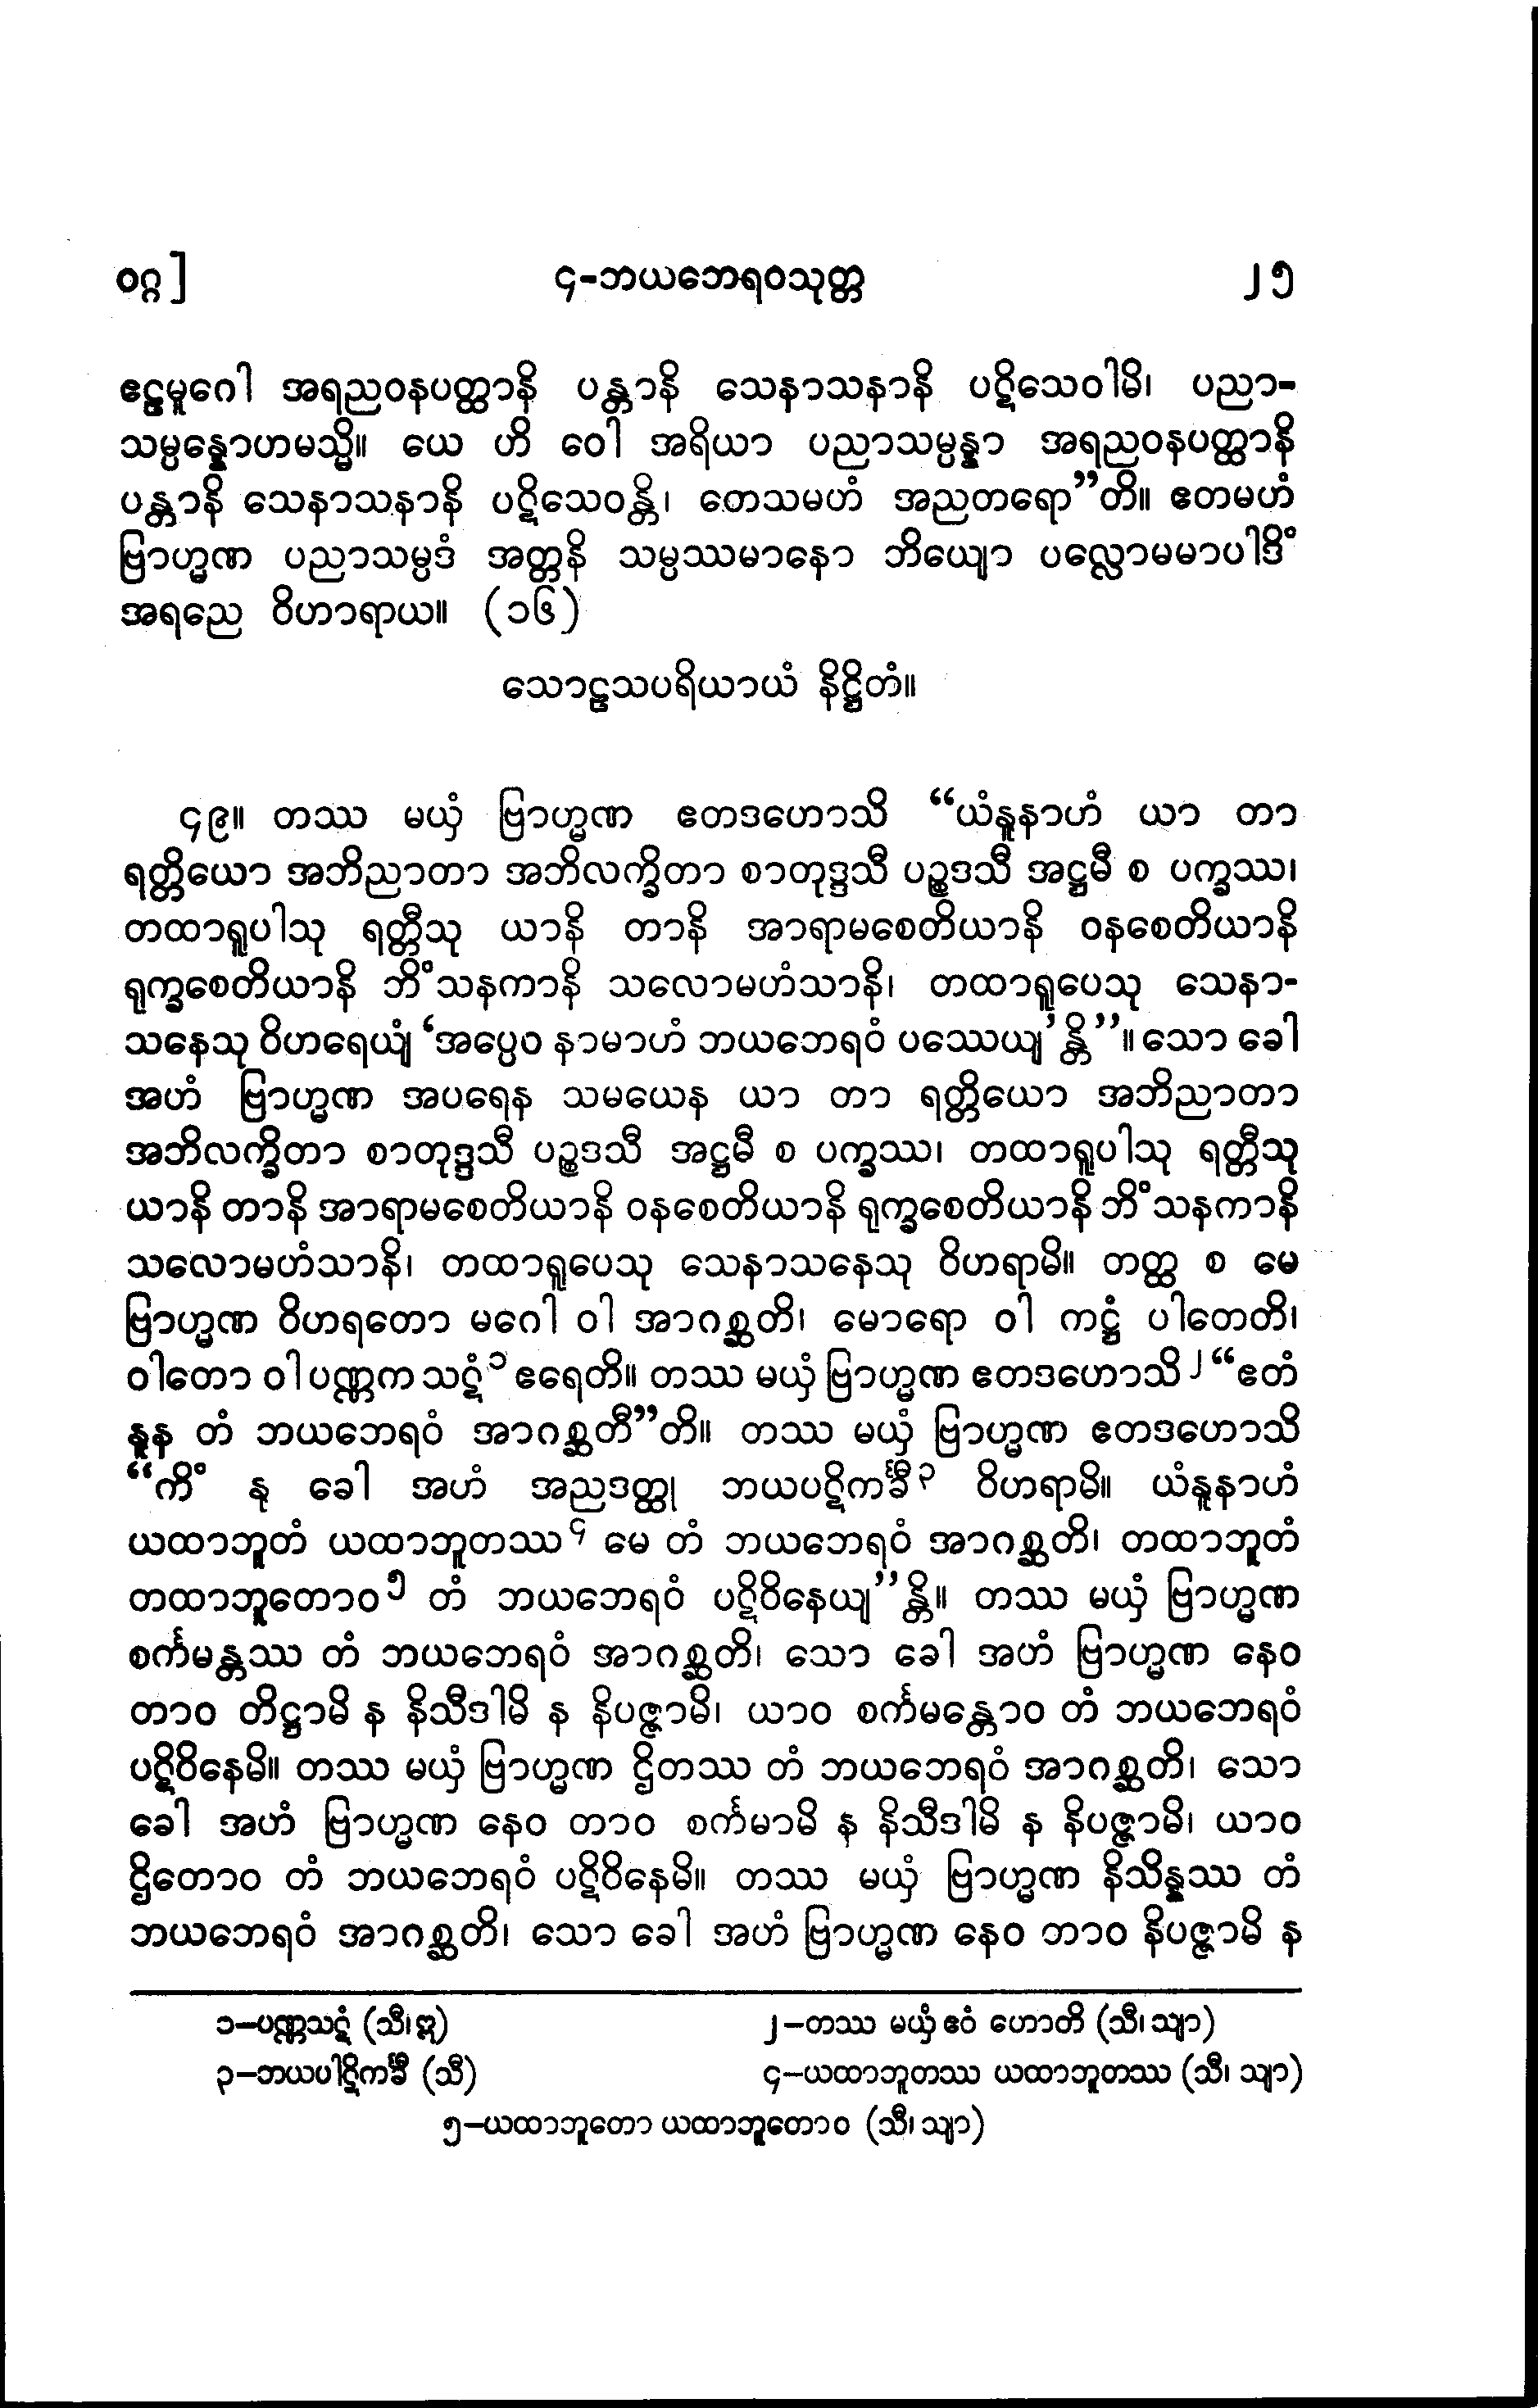 ဝဂ္ဂ] ၄-ဘယဘေရဝသုတ္တ ၂၅
ဧဠမူဂေါ အရညဝနပတ္ထာနိ ပန္တာနိ သေနာသနာနိ ပဋိသေဝါမိ၊ ပညာ-
သမ္ပန္နောဟမသ္မိ။ ယေ ဟိ ဝေါ အရိယာ ပညာသမ္ပန္နာ အရညဝနပတ္ထာနိ
ပန္တာနိ သေနာသနာနိ ပဋိသေဝန္တိ၊ တေသမဟံ အညတရော”တိ။ ဧတမဟံ
ဗြာဟ္မဏ ပညာသမ္ပဒံ အတ္တနိ သမ္ပဿမာနော ဘိယျော ပလ္လောမမာပါဒိံ
အရညေ ဝိဟာရာယ။ (၁၆)
သောဠသပရိယာယံ နိဋ္ဌိတံ။
၄၉။ တဿ မယှံ ဗြာဟ္မဏ ဧတဒဟောသိ “ယံနူနာဟံ ယာ တာ
ရတ္တိယော အဘိညာတာ အဘိလက္ခိတာ စာတုဒ္ဒသီ ပဉ္စဒသီ အဋ္ဌမီ စ ပက္ခဿ၊
တထာရူပါသု ရတ္တီသု ယာနိ တာနိ အာရာမစေတိယာနိ ဝနစေတိယာနိ
ရုက္ခစေတိယာနိ ဘိံသနကာနိ သလောမဟံသာနိ၊ တထာရူပေသု သေနာ-
သနေသု ဝိဟရေယျံ ‘အပ္ပေဝ နာမာဟံ ဘယဘေရဝံ ပဿေယျ’န္တိ”။ သော ခေါ
အဟံ ဗြာဟ္မဏ အပရေန သမယေန ယာ တာ ရတ္တိယော အဘိညာတာ
အဘိလက္ခိတာ စာတုဒ္ဒသီ ပဉ္စဒသီ အဋ္ဌမီ စ ပက္ခဿ၊ တထာရူပါသု ရတ္တီသု
ယာနိ တာနိ အာရာမစေတိယာနိ ဝနစေတိယာနိ ရုက္ခစေတိယာနိ ဘိံသနကာနိ
သလောမဟံသာနိ၊ တထာရူပေသု သေနာသနေသု ဝိဟရာမိ။ တတ္ထ စ မေ
ဗြာဟ္မဏ ဝိဟရတော မဂေါ ဝါ အာဂစ္ဆတိ၊ မောရော ဝါ ကဋ္ဌံ ပါတေတိ၊
ဝါတော ဝါ ပဏ္ဏကသဋံ၁ ဧရေတိ။ တဿ မယှံ ဗြာဟ္မဏ ဧတဒဟောသိ၂ “ဧတံ
နူန တံ ဘယဘေရဝံ အာဂစ္ဆတီ”တိ။ တဿ မယှံ ဗြာဟ္မဏ ဧတဒဟောသိ
“ကိံ နု ခေါ အဟံ အညဒတ္ထု ဘယပဋိကင်္ခီ၃ ဝိဟရာမိ။ ယံနူနာဟံ
ယထာဘူတံ ယထာဘူတဿ၄ မေ တံ ဘယဘေရဝံ အာဂစ္ဆတိ၊ တထာဘူတံ
တထာဘူတောဝ၅ တံ ဘယဘေရဝံ ပဋိဝိနေယျ”န္တိ။ တဿ မယှံ ဗြာဟ္မဏ
စင်္ကမန္တဿ တံ ဘယဘေရဝံ အာဂစ္ဆတိ၊ သော ခေါ အဟံ ဗြာဟ္မဏ နေဝ
တာဝ တိဋ္ဌာမိ န နိသီဒါမိ န နိပဇ္ဇာမိ၊ ယာဝ စင်္ကမန္တောဝ တံ ဘယဘေရဝံ
ပဋိဝိနေမိ။ တဿ မယှံ ဗြာဟ္မဏ ဌိတဿ တံ ဘယဘေရဝံ အာဂစ္ဆတိ၊ သော
ခေါ အဟံ ဗြာဟ္မဏ နေဝ တာဝ စင်္ကမာမိ န နိသီဒါမိ န နိပဇ္ဇာမိ၊ ယာဝ
ဌိတောဝ တံ ဘယဘေရဝံ ပဋိဝိနေမိ။ တဿ မယှံ ဗြာဟ္မဏ နိသိန္နဿ တံ
ဘယဘေရဝံ အာဂစ္ဆတိ၊ သော ခေါ အဟံ ဗြာဟ္မဏ နေဝ တာဝ နိပဇ္ဇာမိ န
၁-ပဏ္ဏသဋံ (သီ၊ ဣ) ၂-တဿ မယှံ ဧဝံ ဟောတိ (သီ၊ သျာ)
၃-ဘယပါဋိကင်္ခီ (သီ) ၄-ယထာဘူတဿ ယထာဘူတဿ (သီ၊ သျာ)
၅-ယထာဘူတော ယထာဘူတောဝ (သီ၊ သျာ)